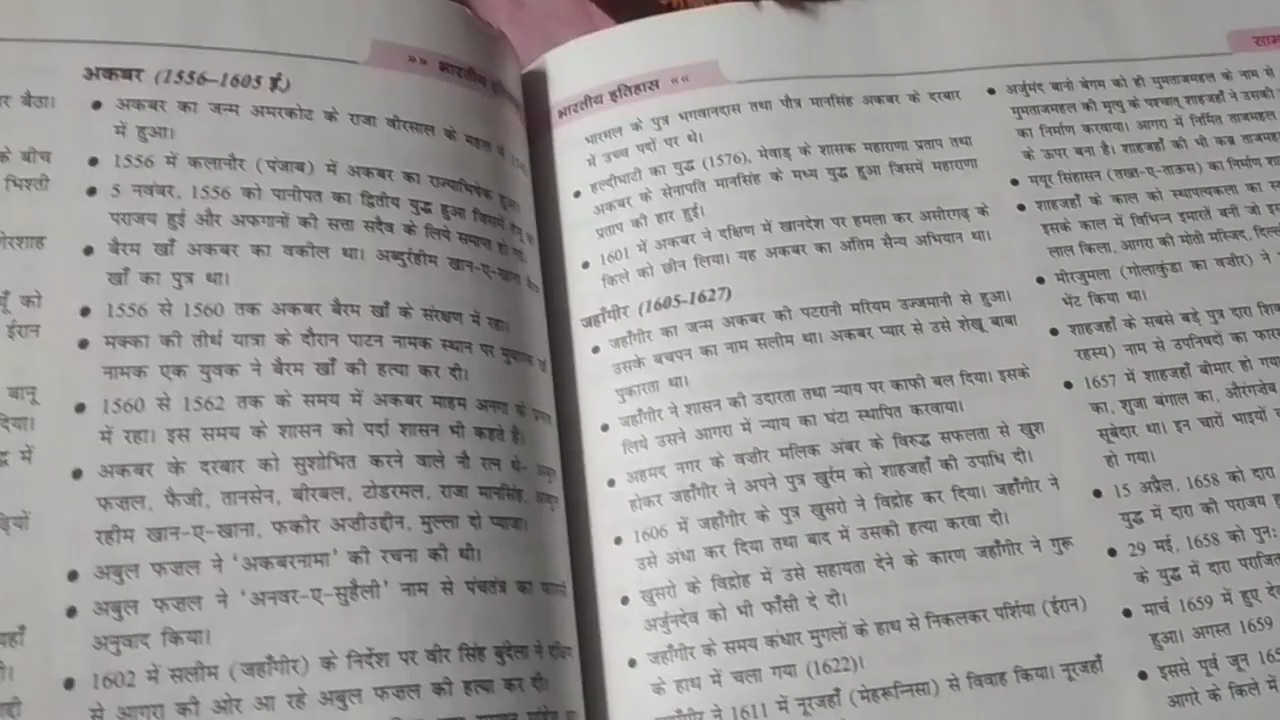 र बैठा।
के बीच
भिश्ती
शेरशाह
यूँ को
ईरान
बानू
दिया।
द्ध में
»» भारतीय
अकबर (1556–1605 ई.)
• अकबर का जन्म अमरकोट के राजा वीरसाल के महल में
में हुआ।
• 1556 में कलानौर (पंजाब) में अकबर का राज्याभिषेक हुआ
• 5 नवंबर, 1556 को पानीपत का द्वितीय युद्ध हुआ जिसमें
पराजय हुई और अफगानों की सत्ता सदैव के लिये समाप्त हो गई
• बैरम खाँ अकबर का वकील था। अब्दुर्रहीम खान-ए-खाना
खाँ का पुत्र था।
• 1556 से 1560 तक अकबर बैरम खाँ के संरक्षण में रहा।
• मक्का की तीर्थ यात्रा के दौरान पाटन नामक स्थान पर
नामक एक युवक ने बैरम खाँ की हत्या कर दी।
• 1560 से 1562 तक के समय में अकबर माहम अनगा के
में रहा। इस समय के शासन को पर्दा शासन भी कहते हैं।
• अकबर के दरबार को सुशोभित करने वाले नौ रत्न थे-
फजल, फैजी, तानसेन, बीरबल, टोडरमल, राजा मानसिंह,
रहीम खान-ए-खाना, फकीर अजीउद्दीन, मुल्ला दो प्याजा।
• अबुल फजल ने 'अकबरनामा' की रचना की थी।
• अबुल फजल ने 'अनवर-ए-सुहैली' नाम से पंचतंत्र का
अनुवाद किया।
• 1602 में सलीम (जहाँगीर) के निर्देश पर वीर सिंह बुंदेला ने
से आगरा की ओर आ रहे अबुल फजल की हत्या कर दी।
भारतीय इतिहास ««
भारमल के पुत्र भगवानदास तथा पौत्र मानसिंह अकबर के दरबार
में उच्च पदों पर थे।
• हल्दीघाटी का युद्ध (1576), मेवाड़ के शासक महाराणा प्रताप तथा
अकबर के सेनापति मानसिंह के मध्य युद्ध हुआ जिसमें महाराणा
प्रताप की हार हुई।
• 1601 में अकबर ने दक्षिण में खानदेश पर हमला कर असीरगढ़ के
किले को छीन लिया। यह अकबर का अंतिम सैन्य अभियान था।
जहाँगीर (1605-1627)
• जहाँगीर का जन्म अकबर की पटरानी मरियम उज्जमानी से हुआ।
उसके बचपन का नाम सलीम था। अकबर प्यार से उसे शेखू बाबा
पुकारता था।
• जहाँगीर ने शासन की उदारता तथा न्याय पर काफी बल दिया। इसके
लिये उसने आगरा में न्याय का घंटा स्थापित करवाया।
• अहमद नगर के वजीर मलिक अंबर के विरुद्ध सफलता से खुश
होकर जहाँगीर ने अपने पुत्र खुर्रम को शाहजहाँ की उपाधि दी।
• 1606 में जहाँगीर के पुत्र खुसरो ने विद्रोह कर दिया। जहाँगीर ने
उसे अंधा कर दिया तथा बाद में उसकी हत्या करवा दी।
• खुसरो के विद्रोह में उसे सहायता देने के कारण जहाँगीर ने गुरू
अर्जुनदेव को भी फाँसी दे दी।
• जहाँगीर के समय कंधार मुगलों के हाथ से निकलकर पर्शिया (ईरान)
के हाथ में चला गया (1622)।
ने 1611 में नूरजहाँ (मेहरून्निसा) से विवाह किया। नूरजहाँ
• अर्जुमंद बानो बेगम को ही मुमताजमहल के नाम से
मुमताजमहल की मृत्यु के पश्चात् शाहजहाँ ने उसकी
का निर्माण करवाया। आगरा में निर्मित ताजमहल
के ऊपर बना है। शाहजहाँ की भी कब्र ताजमह
• मयूर सिंहासन (तख्त-ए-ताऊस) का निर्माण शा
• शाहजहाँ के काल को स्थापत्यकला का स्व
इसके काल में विभिन्न इमारतें बनीं जो इस
लाल किला, आगरा की मोती मस्जिद, दिल्ल
• मीरजुमला (गोलाकुंडा का वजीर) ने
भेंट किया था।
• शाहजहाँ के सबसे बड़े पुत्र दारा शि
रहस्य) नाम से उपनिषदों का फार
• 1657 में शाहजहाँ बीमार हो गया
का, शुजा बंगाल का, औरंगजेब
सूबेदार था। इन चारों भाइयों
हो गया।
• 15 अप्रैल, 1658 को दारा
युद्ध में दारा की पराजय
• 29 मई, 1658 को पुनः
के युद्ध में दारा पराजित
• मार्च 1659 में हुए
हुआ। अगस्त 1659
• इससे पूर्व जून 165
आगरे के किले में